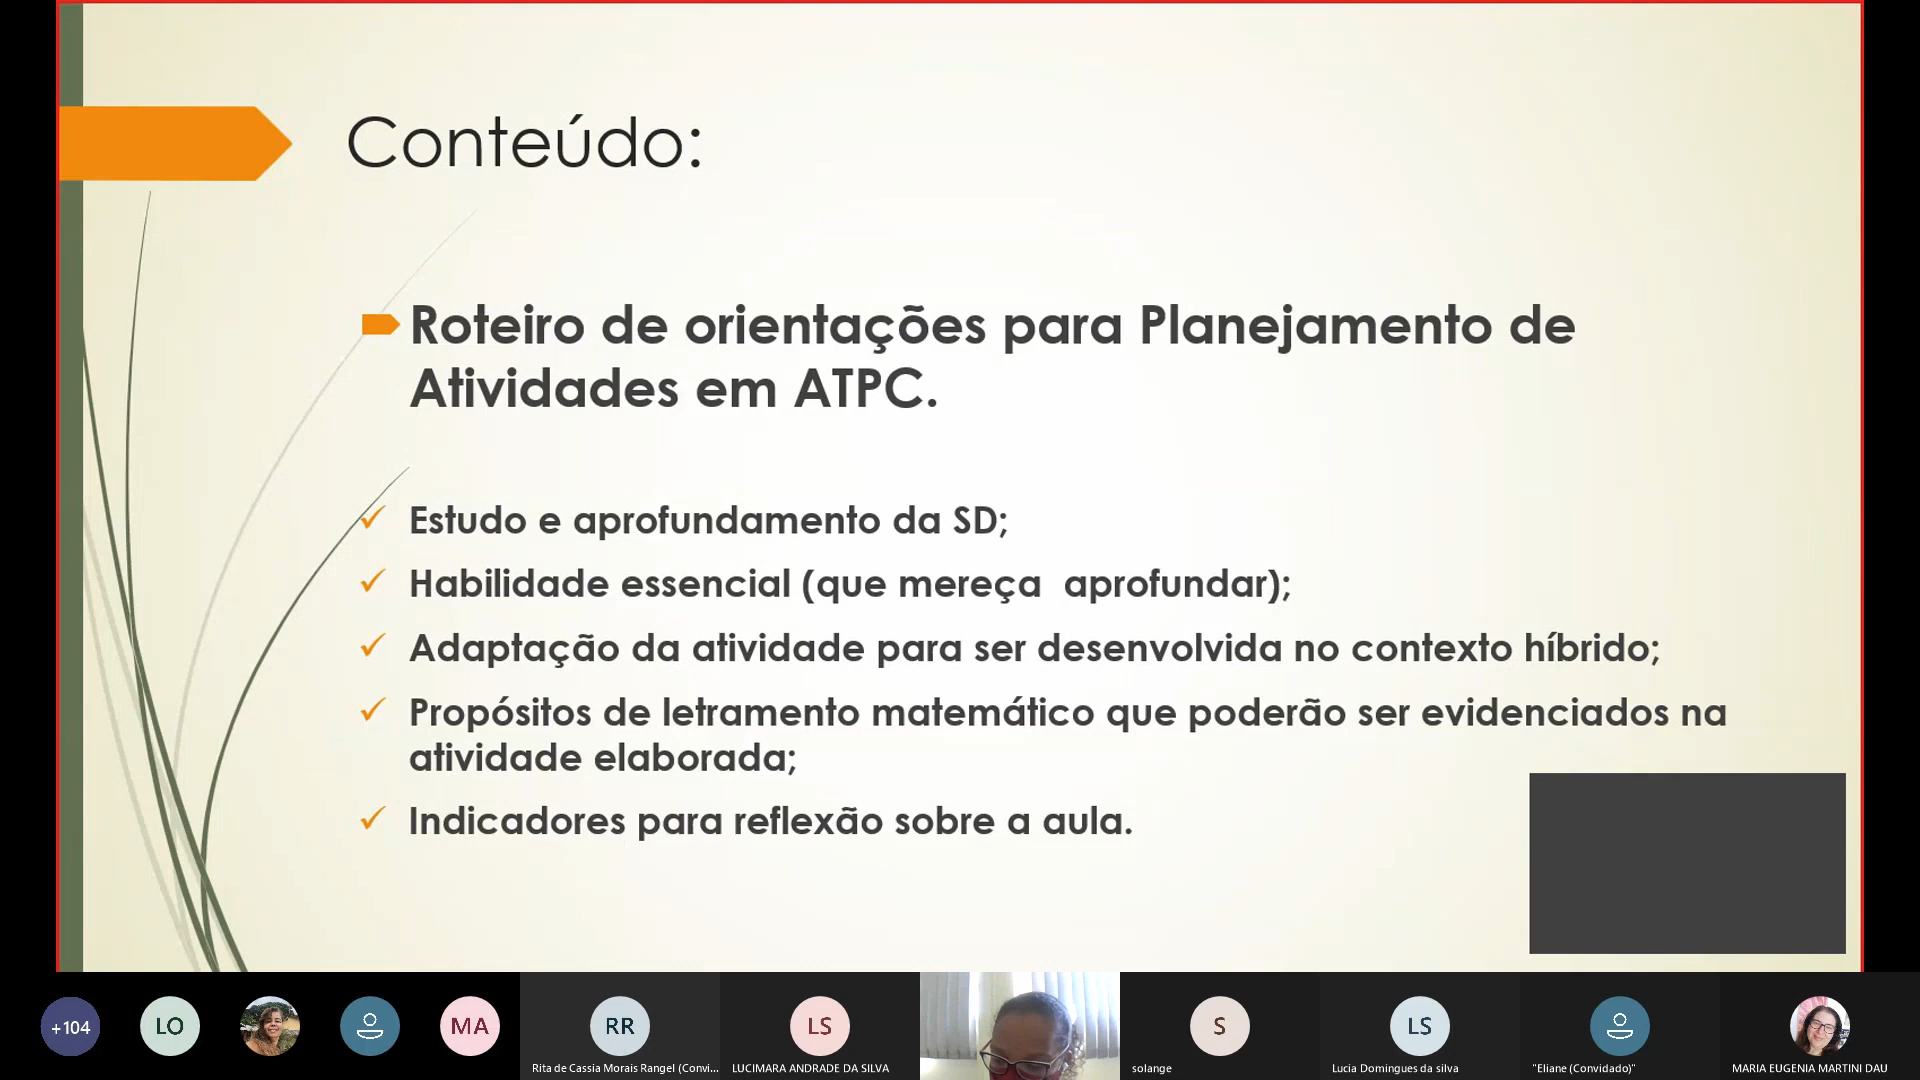 Conteúdo:
Roteiro de orientações para Planejamento de
Atividades em ATPC.
Estudo e aprofundamento da SD;
Habilidade essencial (que mereça  aprofundar);
Adaptação da atividade para ser desenvolvida no contexto híbrido;
Propósitos de letramento matemático que poderão ser evidenciados na
atividade elaborada;
Indicadores para reflexão sobre a aula.
+104
LO
MA
RR
LS
S
LS
Rita de Cassia Morais Rangel (Convi...
LUCIMARA ANDRADE DA SILVA
solange
Lucia Domingues da silva
"Eliane (Convidado)"
MARIA EUGENIA MARTINI DAU